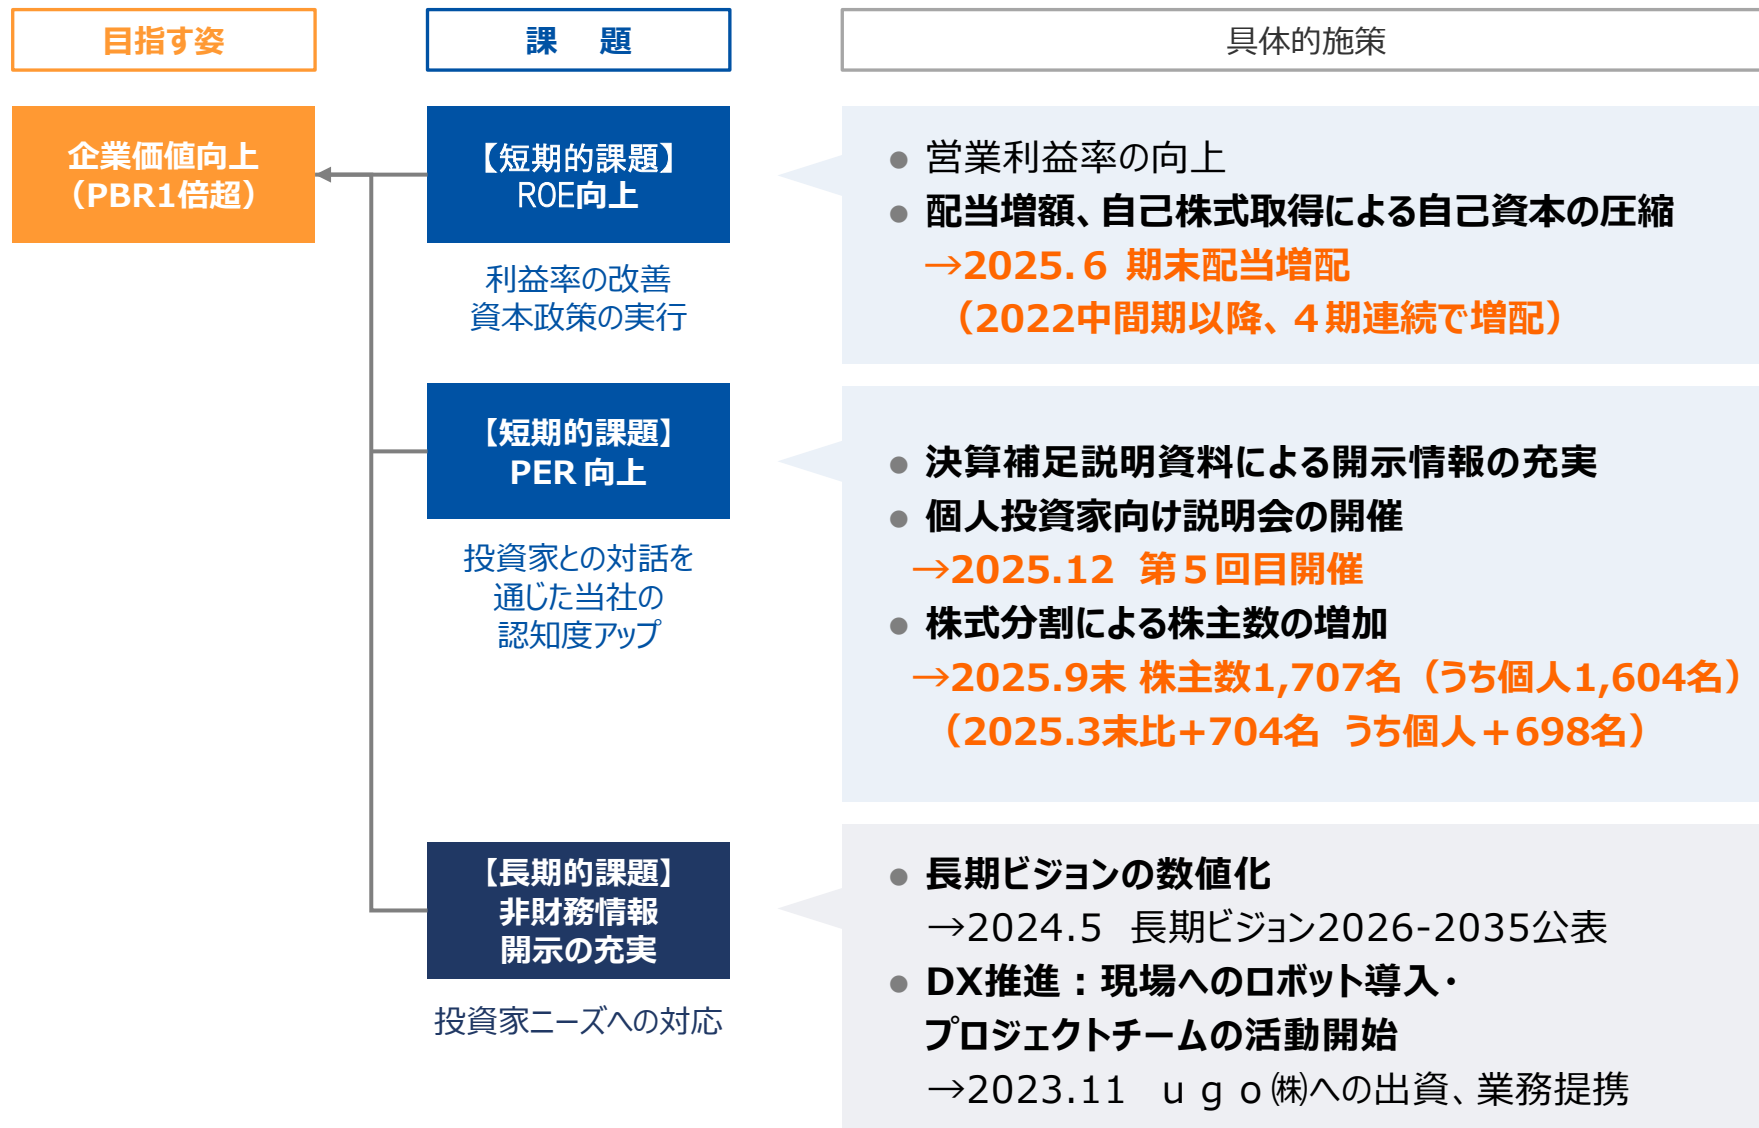 目指す姿
課　題
具体的施策
企業価値向上
（PBR1倍超）
【短期的課題】
ROE向上
利益率の改善
資本政策の実行
● 営業利益率の向上
● 配当増額、自己株式取得による自己資本の圧縮
→2025.６ 期末配当増配
（2022中間期以降、４期連続で増配）
【短期的課題】
PER 向上
投資家との対話を
通じた当社の
認知度アップ
● 決算補足説明資料による開示情報の充実
● 個人投資家向け説明会の開催
→2025.12 第５回目開催
● 株式分割による株主数の増加
→2025.9末 株主数1,707名（うち個人1,604名）
（2025.3末比+704名 うち個人＋698名）
【長期的課題】
非財務情報
開示の充実
投資家ニーズへの対応
● 長期ビジョンの数値化
→2024.5 長期ビジョン2026-2035公表
● DX推進：現場へのロボット導入・
プロジェクトチームの活動開始
→2023.11 ｕｇｏ㈱への出資、業務提携